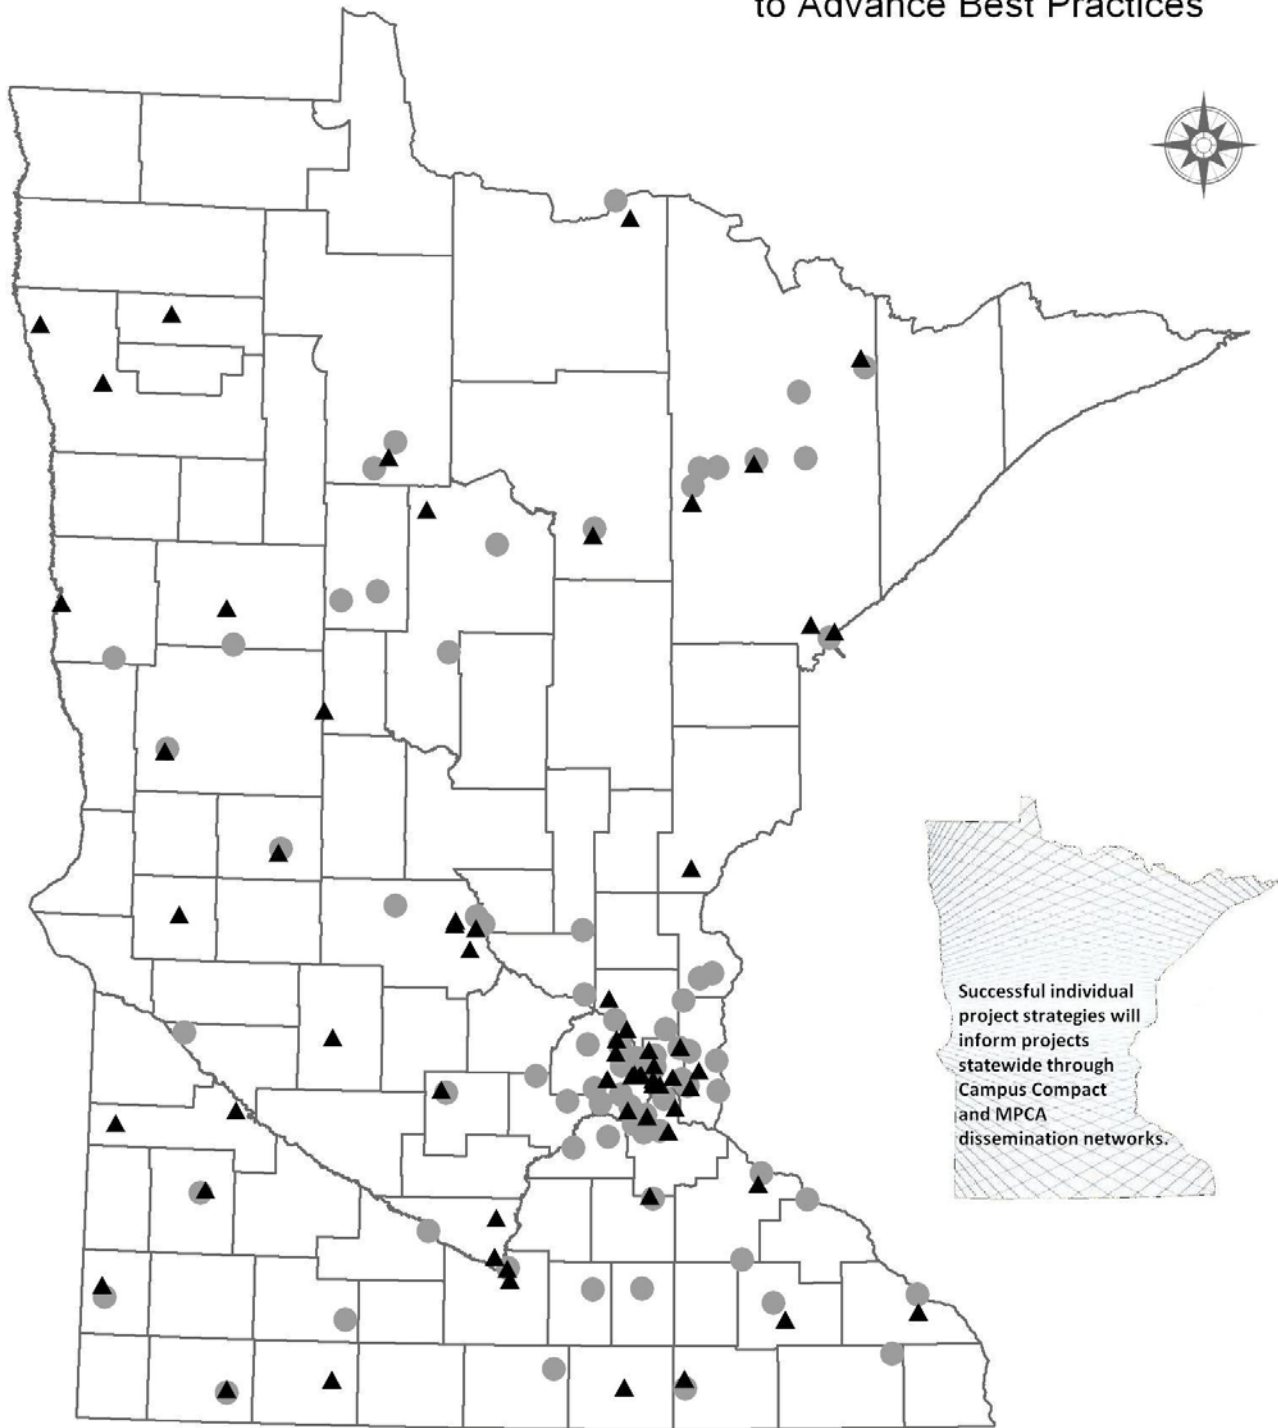 to Advance Best Practices
Successful individual
project strategies will
inform projects
statewide through
Campus Compact
and MPCA
dissemination networks.